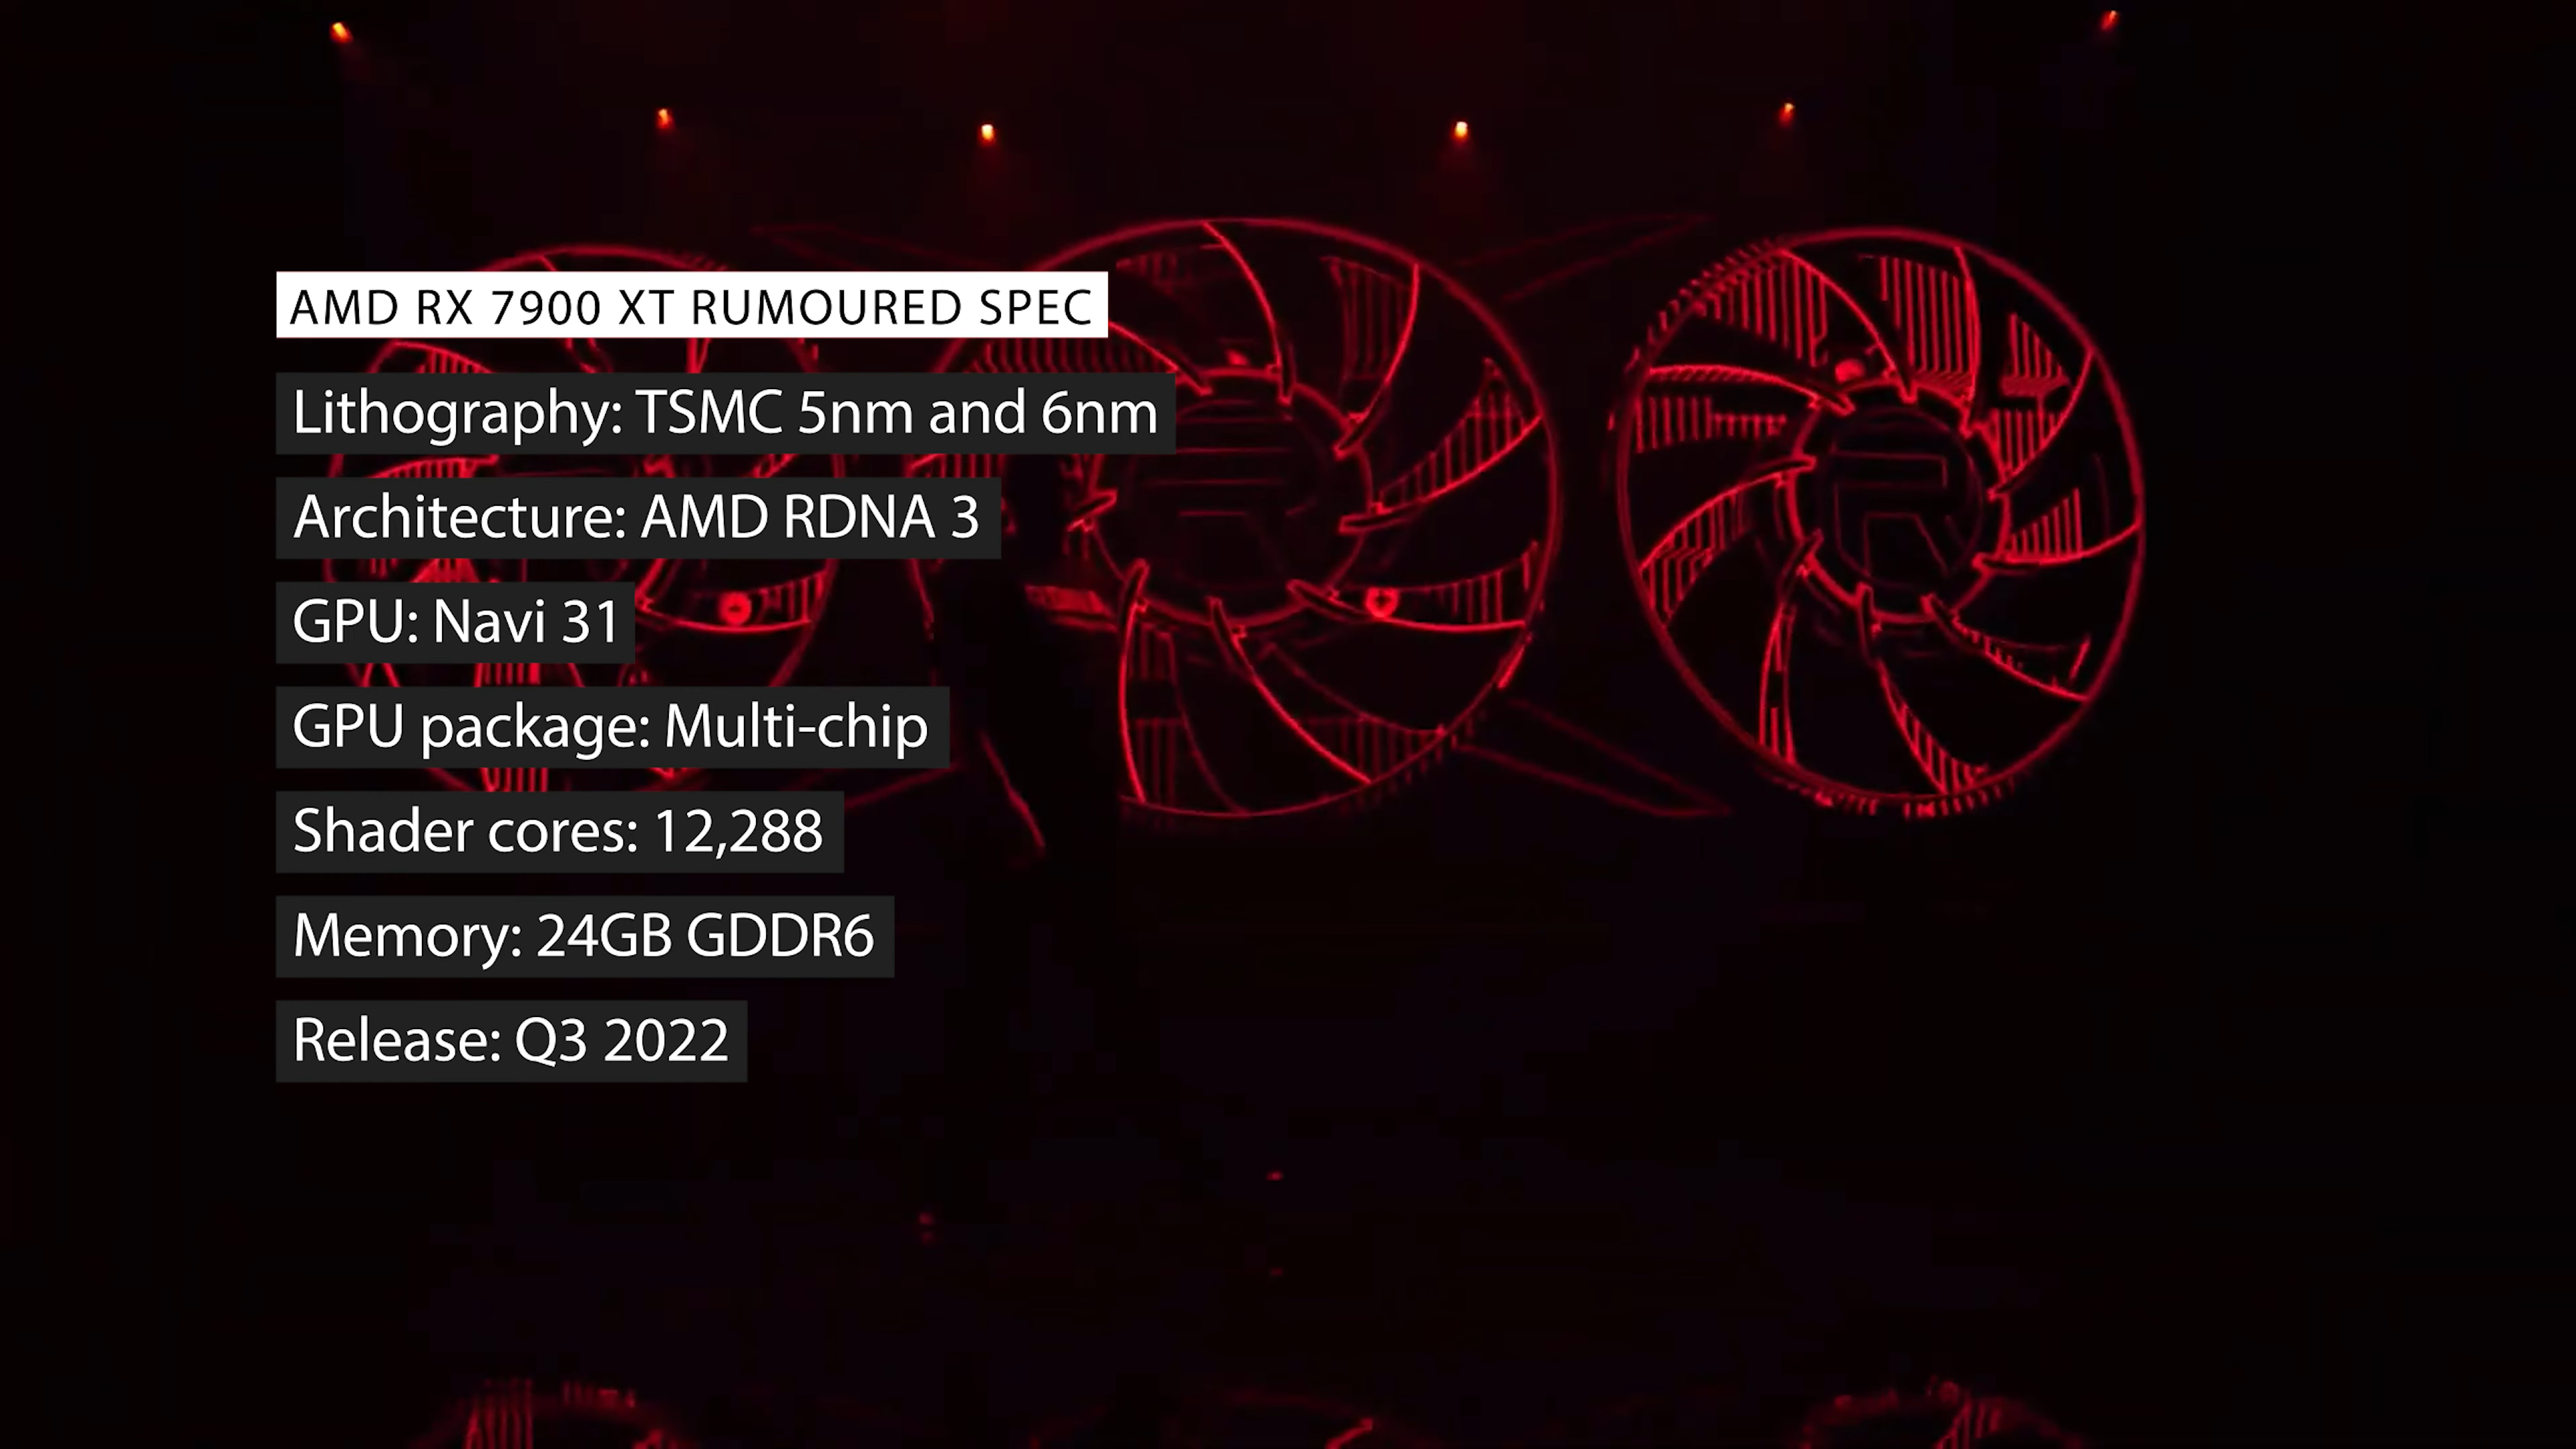 AMD RX 7900 XT RUMOURED SPEC
Lithography: TSMC 5nm and 6nm
Architecture: AMD RDNA 3
GPU: Navi 31
GPU package: Multi-chip
Shader cores: 12,288
Memory: 24GB GDDR6
Release: Q3 2022